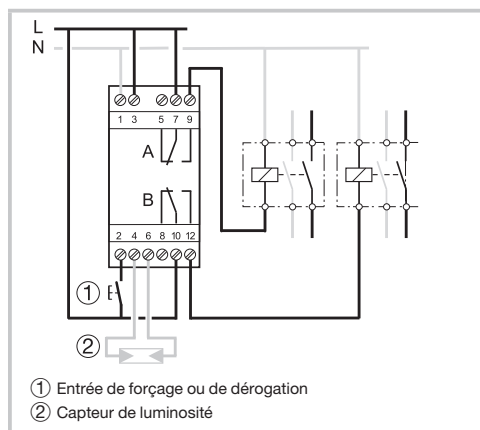 L
N
1 3 5 7 9
A
B
2 4 6 8 10 12
①
②
① Entrée de forçage ou de dérogation
② Capteur de luminosité